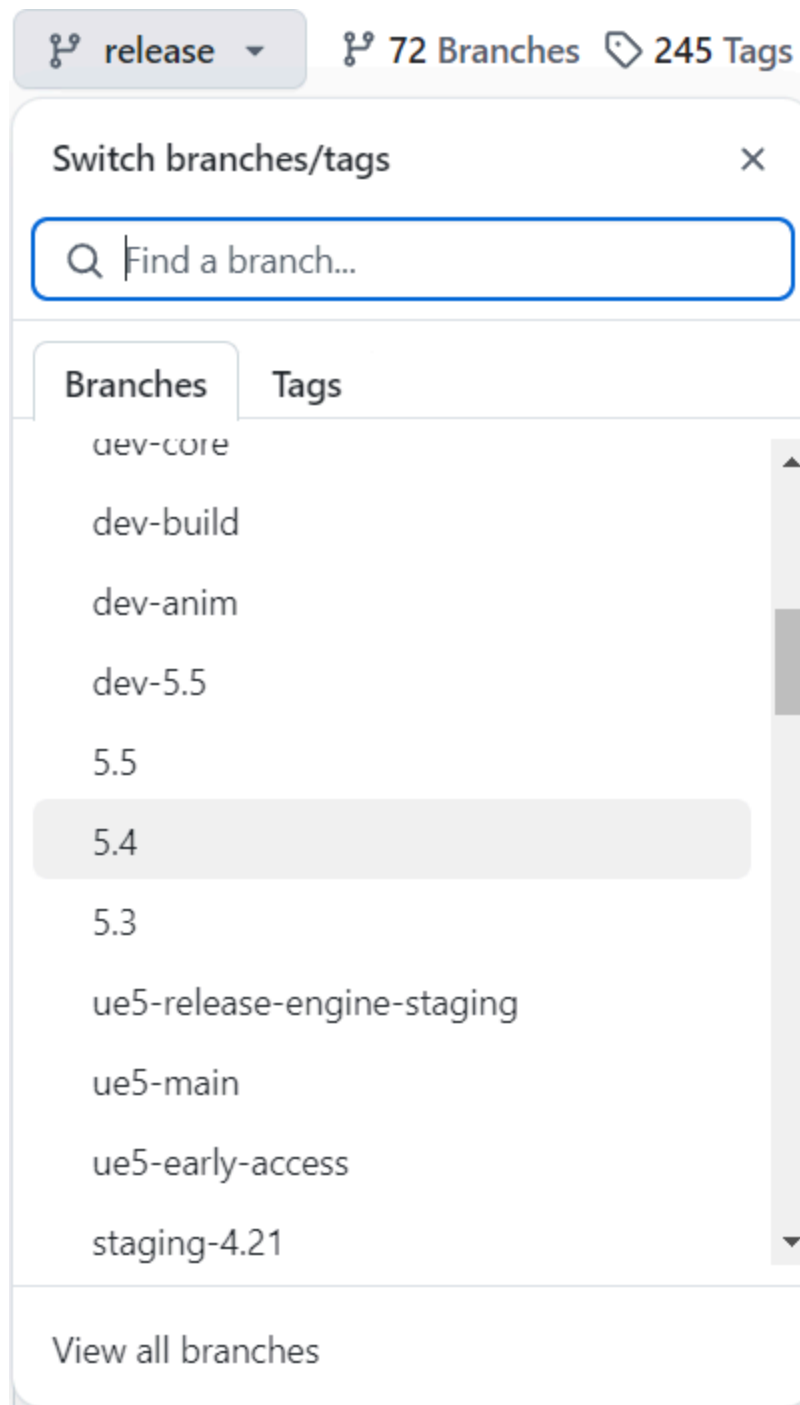 release 72 Branches 245 Tags
Switch branches/tags
Find a branch...
Branches Tags
dev-core
dev-build
dev-anim
dev-5.5
5.5
5.4
5.3
ue5-release-engine-staging
ue5-main
ue5-early-access
staging-4.21
View all branches